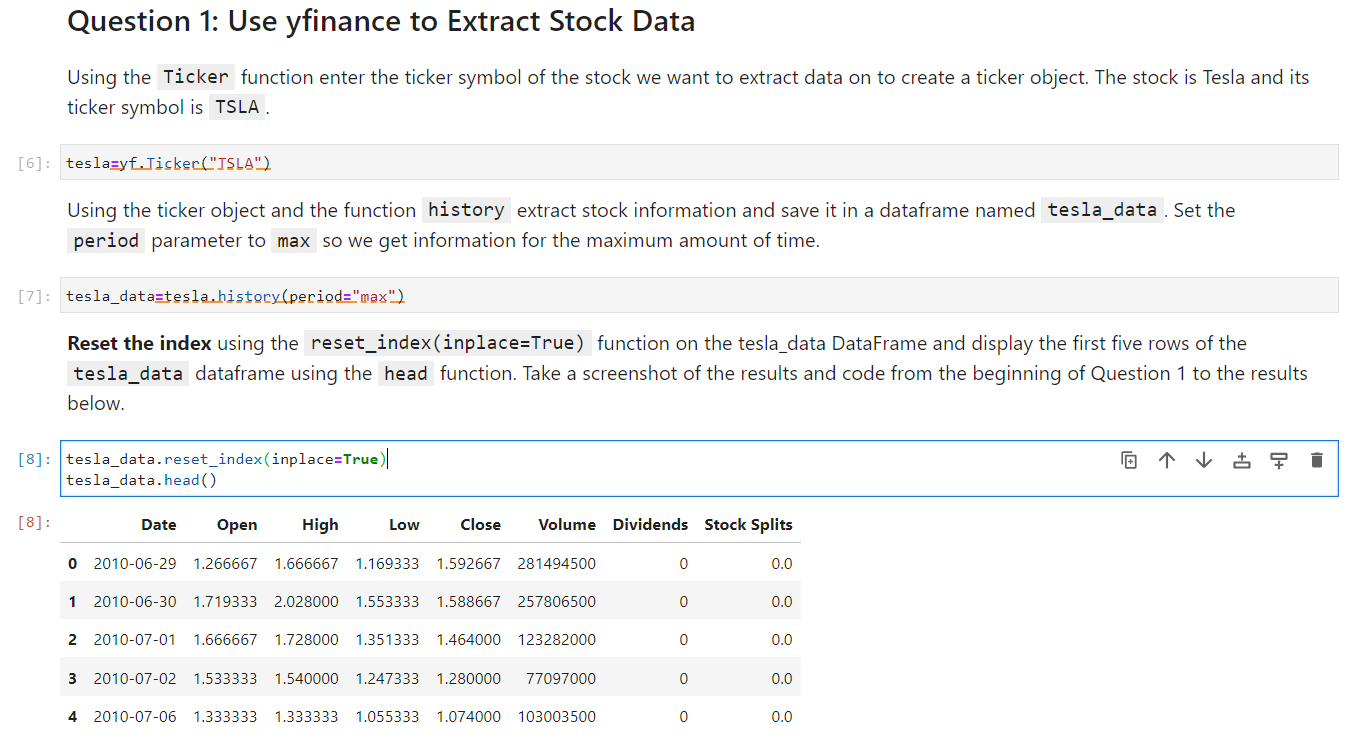 Question 1: Use yfinance to Extract Stock Data
Using the Ticker function enter the ticker symbol of the stock we want to extract data on to create a ticker object. The stock is Tesla and its
ticker symbol is TSLA .
[6]: tesla=yf.Ticker("TSLA")
Using the ticker object and the function history extract stock information and save it in a dataframe named tesla_data . Set the
period parameter to max so we get information for the maximum amount of time.
[7]: tesla_data=tesla.history(period="max")
Reset the index using the reset_index(inplace=True) function on the tesla_data DataFrame and display the first five rows of the
tesla_data dataframe using the head function. Take a screenshot of the results and code from the beginning of Question 1 to the results
below.
[8]: tesla_data.reset_index(inplace=True)
tesla_data.head()
[8]: Date Open High Low Close Volume Dividends Stock Splits
0 2010-06-29 1.266667 1.666667 1.169333 1.592667 281494500 0 0.0
1 2010-06-30 1.719333 2.028000 1.553333 1.588667 257806500 0 0.0
2 2010-07-01 1.666667 1.728000 1.351333 1.464000 123282000 0 0.0
3 2010-07-02 1.533333 1.540000 1.247333 1.280000 77097000 0 0.0
4 2010-07-06 1.333333 1.333333 1.055333 1.074000 103003500 0 0.0